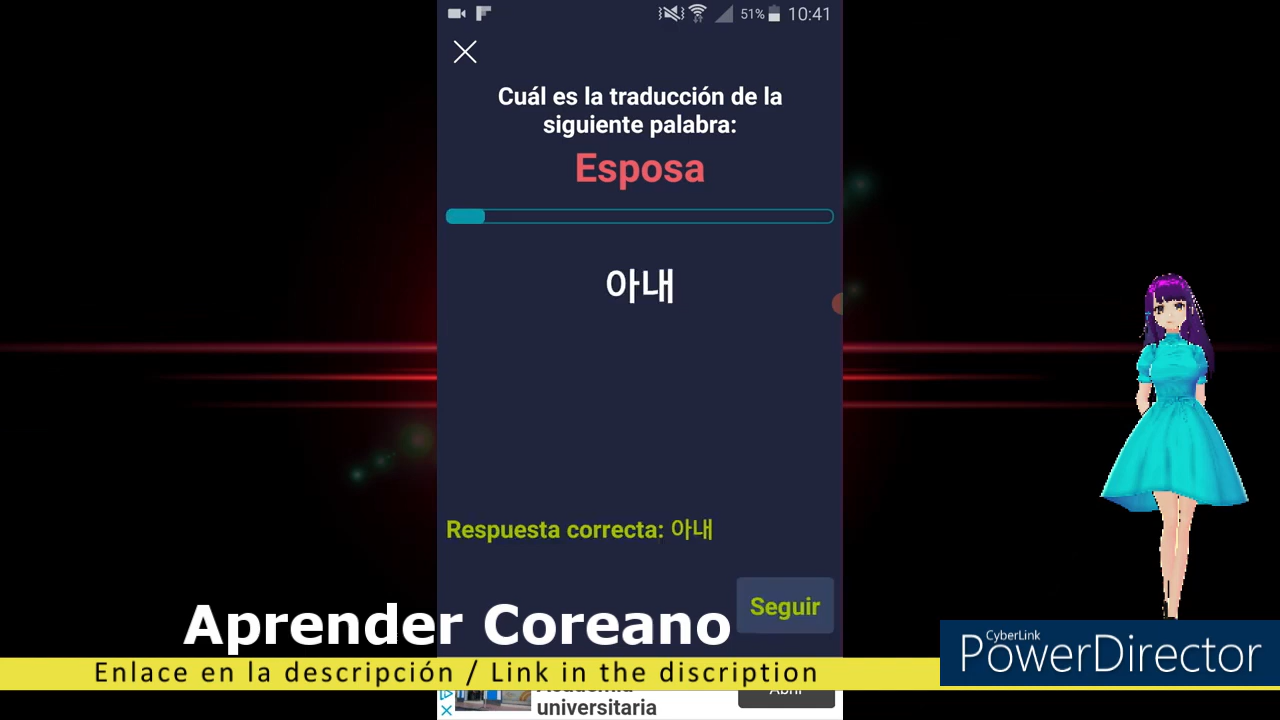 51% 10:41
Cuál es la traducción de la
siguiente palabra:
Esposa
아내
Respuesta correcta: 아내
Seguir
Aprender Coreano
Enlace en la descripción / Link in the discription
CyberLink
PowerDirector
universitaria